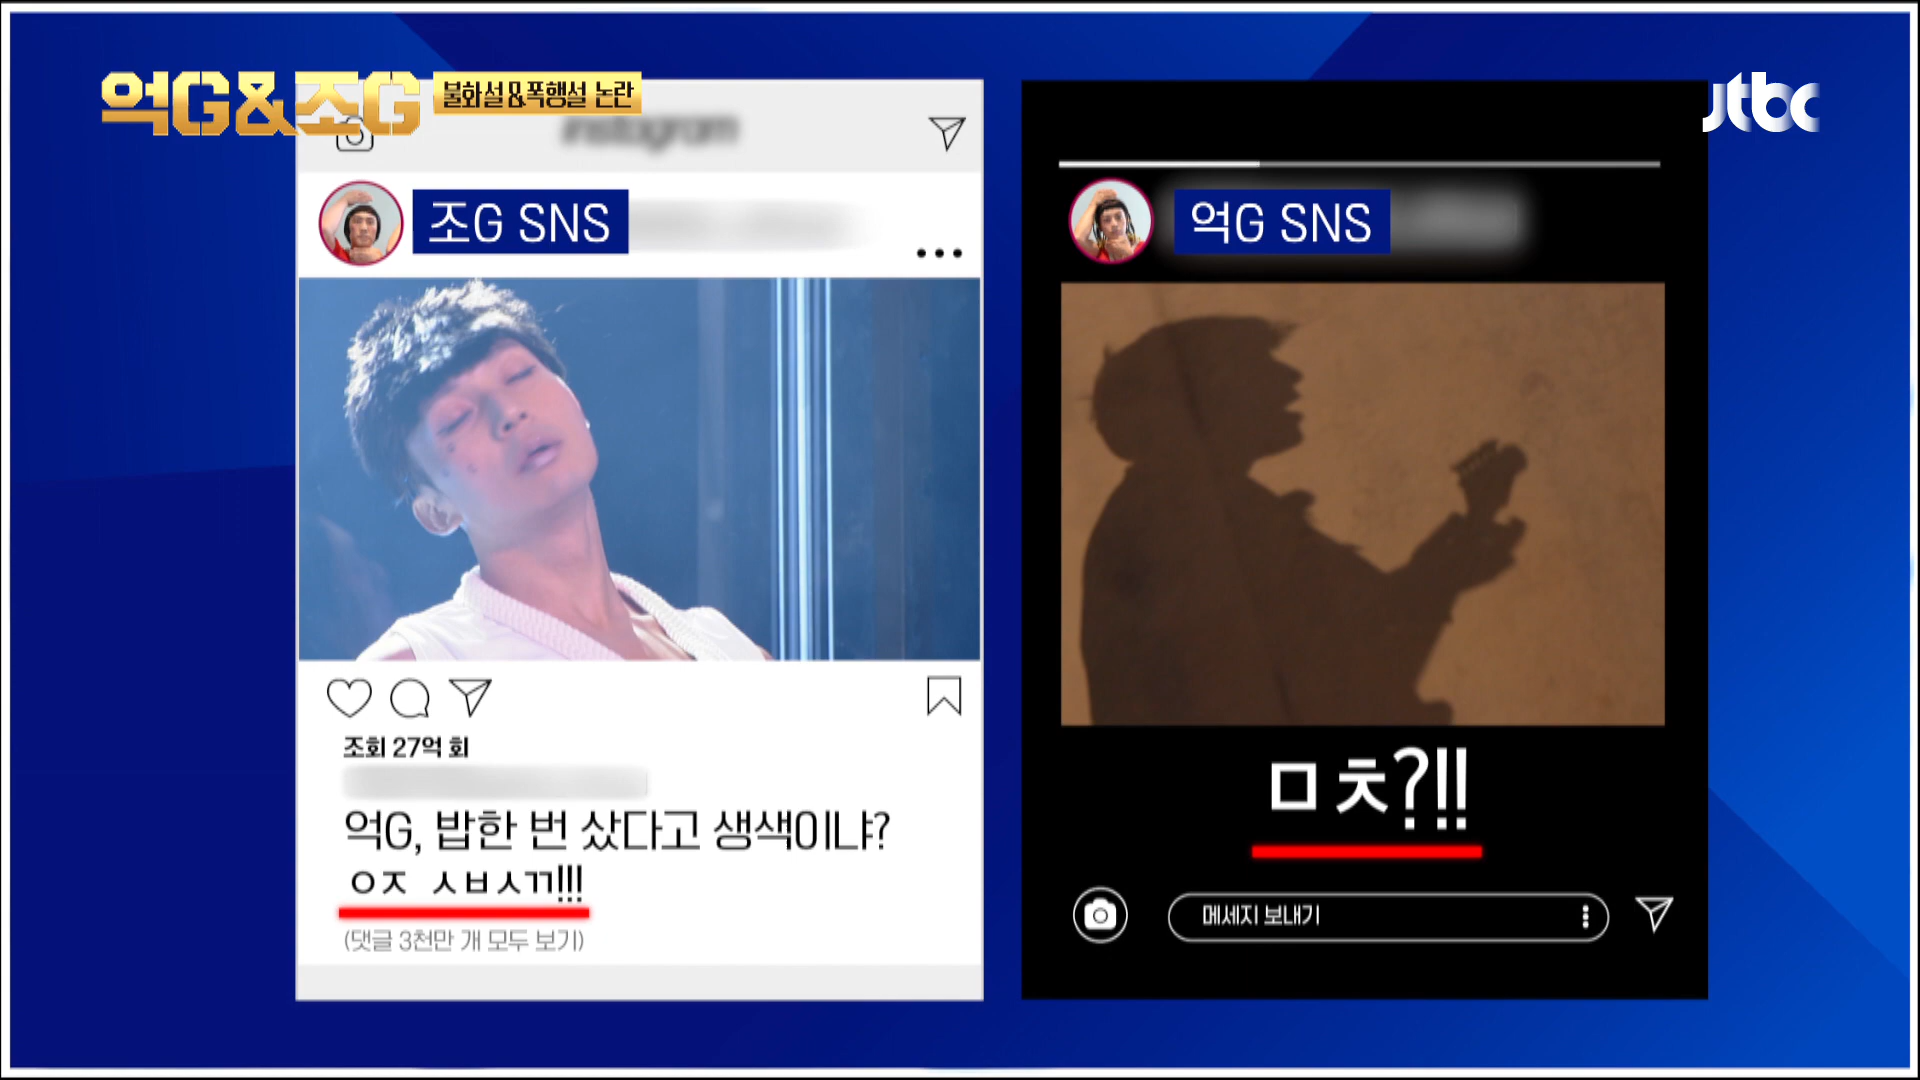 억G&조G
불화설&폭행설 논란
jtbc
instagram
조G SNS
조회 27억 회
억G, 밥한 번 샀다고 생색이냐?
ㅇㅈ ㅅㅂㅅㄲ!!!
(댓글 3천만 개 모두 보기)
억G SNS
ㅁㅊ?!!
메세지 보내기